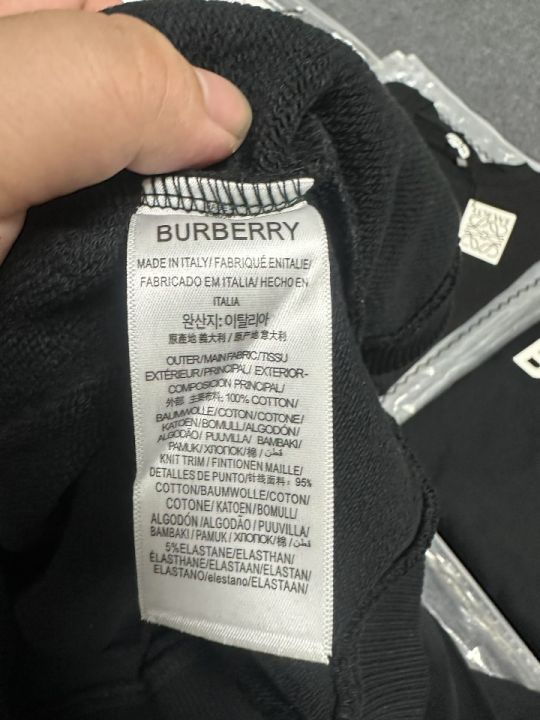 BURBERRY
MADE IN ITALY/ FABRIQUÉ ENITALIE/
FABRICADO EM ITALIA/ HECHO EN
ITALIA
완산지: 이탈리아
原產地 義大利 / 原产地 意大利
OUTER/MAIN FABRIC/TISSU
EXTÉRIEUR/PRINCIPAL/ EXTERIOR-
COMPOSICION PRINCIPAL/
外部 主要布料: 100% COTTON/
BAUMWOLLE/COTON/COTONE/
KATOEN/BOMULL/ALGODÓN/
ALGODÃO/ PUUVILLA/ BAMBAKI/
PAMUK/ХЛОПОК/棉/ قطن/
KNIT TRIM / FINTIONEN MAILLE/
DETALLES DE PUNTO/针线面料: 95%
COTTON/BAUMWOLLE/COTON/
COTONE/ KATOEN/BOMULL/
ALGODÓN /ALGODÃO / PUUVILLA/
BAMBAKI / PAMUK / ХЛОПОК / 棉 / قطن /
5%ELASTANE/ELASTHAN/
ÉLASTHANE/ELASTAAN/ELASTAN/
ELASTANO/elestano/ELASTAAN/